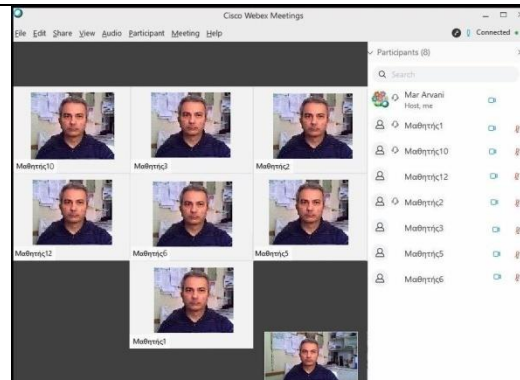 Cisco Webex Meetings
File Edit Share View Audio Participant Meeting Help
Connected
Participants (8)
Search
Mar Arvani
Host, me
Μαθητής1
Μαθητής10
Μαθητής12
Μαθητής2
Μαθητής3
Μαθητής5
Μαθητής6
Μαθητής10
Μαθητής3
Μαθητής2
Μαθητής12
Μαθητής6
Μαθητής5
Μαθητής1